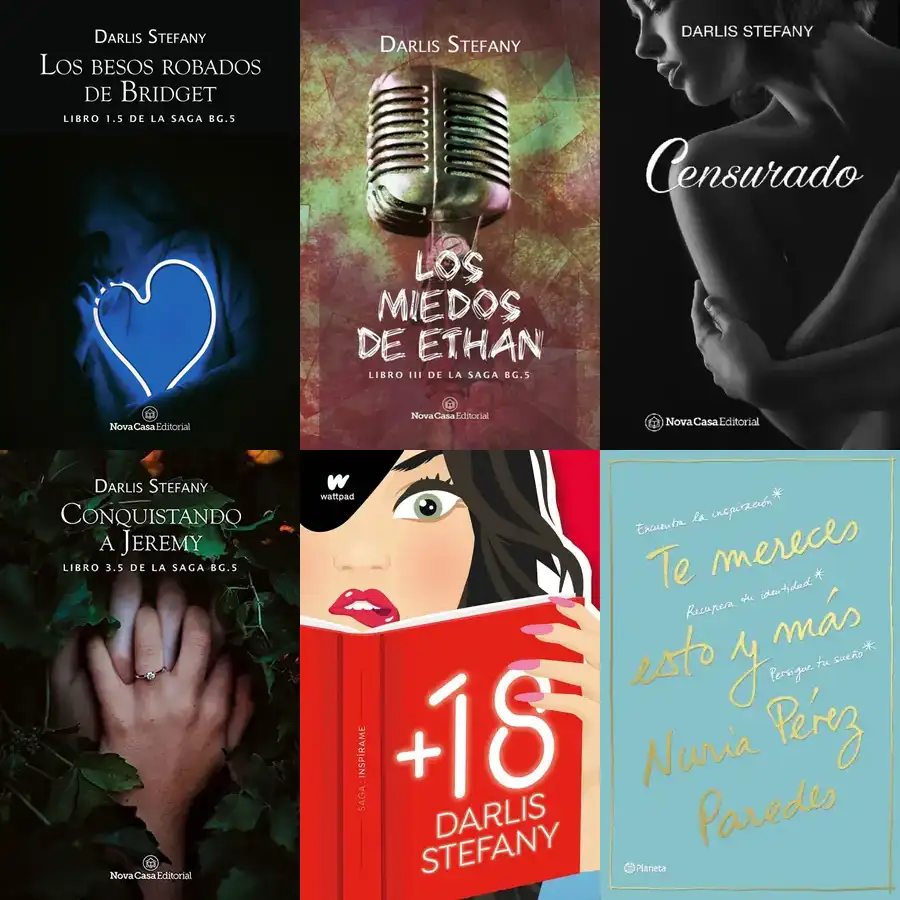 DARLIS STEFANY
LOS BESOS ROBADOS
DE BRIDGET
LIBRO 1.5 DE LA SAGA BG.5
Nova Casa Editorial
DARLIS STEFANY
LOS
MIEDOS
DE ETHAN
LIBRO III DE LA SAGA BG.5
Nova Casa Editorial
DARLIS STEFANY
Censurado
Nova Casa Editorial
DARLIS STEFANY
CONQUISTANDO
A JEREMY
LIBRO 3.5 DE LA SAGA BG.5
Nova Casa Editorial
wattpad
SAGA: INSPÍRAME
+18
DARLIS
STEFANY
Encuentra la inspiración*
Te mereces
Recupera tu identidad*
esto y más
Persigue tu sueño*
Nuria Pérez
Paredes
Planeta